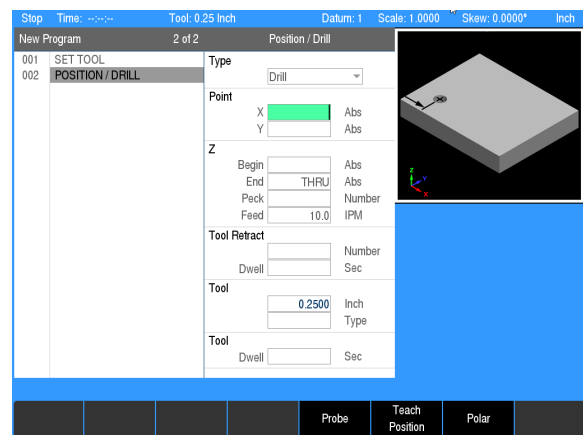 Stop Time: --:--:-- Tool: 0.25 Inch Datum: 1 Scale: 1.0000 Skew: 0.0000° Inch
New Program 2 of 2 Position / Drill
001 SET TOOL
002 POSITION / DRILL
Type
Drill
Point
X Abs
Y Abs
Z
Begin Abs
End THRU Abs
Peck Number
Feed 10.0 IPM
Tool Retract
Number
Dwell Sec
Tool
0.2500 Inch
Type
Tool
Dwell Sec
Z
Y
X
Probe Teach Position Polar